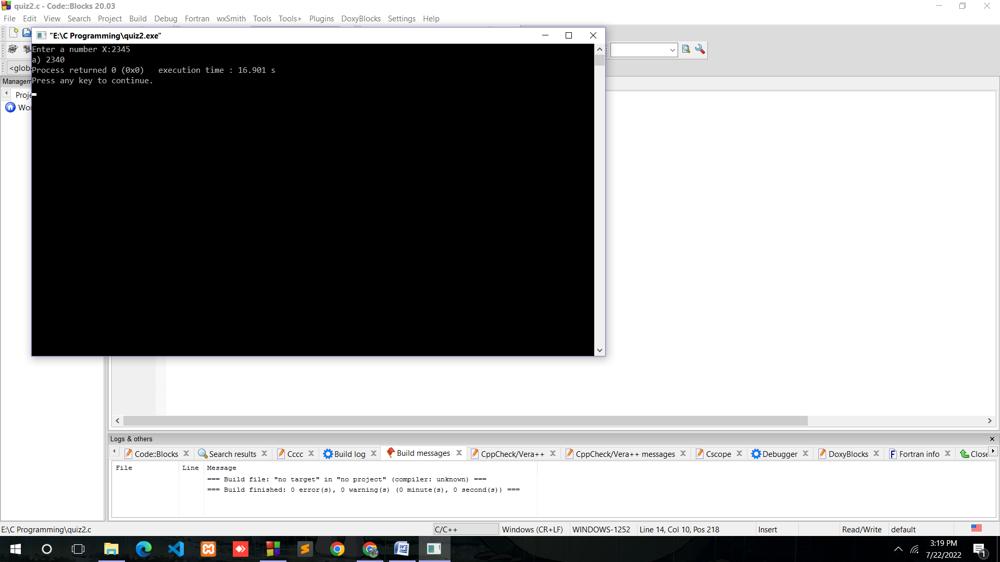 quiz2.c - Code::Blocks 20.03
File Edit View Search Project Build Debug Fortran wxSmith Tools Tools+ Plugins DoxyBlocks Settings Help
"E:\C Programming\quiz2.exe"
Enter a number X:2345
a) 2340
Process returned 0 (0x0)   execution time : 16.901 s
Press any key to continue.
<globa
Managem
Proje
Wor
Logs & others
Code::Blocks Search results Cccc Build log Build messages CppCheck/Vera++ CppCheck/Vera++ messages Cscope Debugger DoxyBlocks Fortran info Close
File Line Message
=== Build file: "no target" in "no project" (compiler: unknown) ===
=== Build finished: 0 error(s), 0 warning(s) (0 minute(s), 0 second(s)) ===
E:\C Programming\quiz2.c C/C++ Windows (CR+LF) WINDOWS-1252 Line 14, Col 10, Pos 218 Insert Read/Write default
3:19 PM
7/22/2022
1